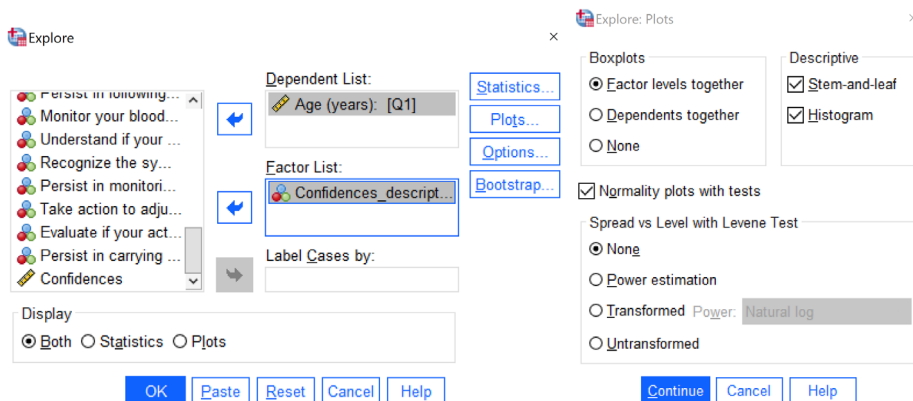 Explore
Dependent List:
Persist in following...
Monitor your blood...
Understand if your ...
Recognize the sy...
Persist in monitori...
Take action to adju...
Evaluate if your act...
Persist in carrying ...
Confidences
Age (years): [Q1]
Factor List:
Confidences_descript...
Label Cases by:
Statistics...
Plots...
Options...
Bootstrap...
Display
Both Statistics Plots
OK Paste Reset Cancel Help
Explore: Plots
Boxplots
Factor levels together
Dependents together
None
Descriptive
Stem-and-leaf
Histogram
Normality plots with tests
Spread vs Level with Levene Test
None
Power estimation
Transformed Power: Natural log
Untransformed
Continue Cancel Help